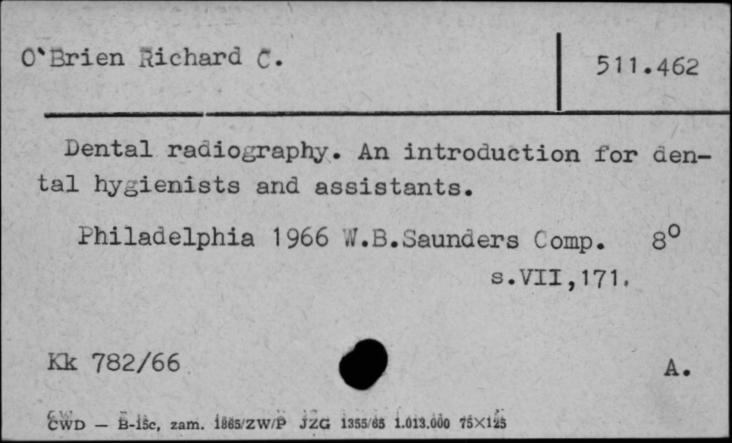 O'Brien Richard C.
511.462
Dental radiography. An introduction for den-
tal hygienists and assistants.
Philadelphia 1966 W.B.Saunders Comp. 8°
s.VII,171.
Kk 782/66
A.
CWD — B-15c, zam. 1865/ZW/P JZG 1355/65 1.013.000 75×125